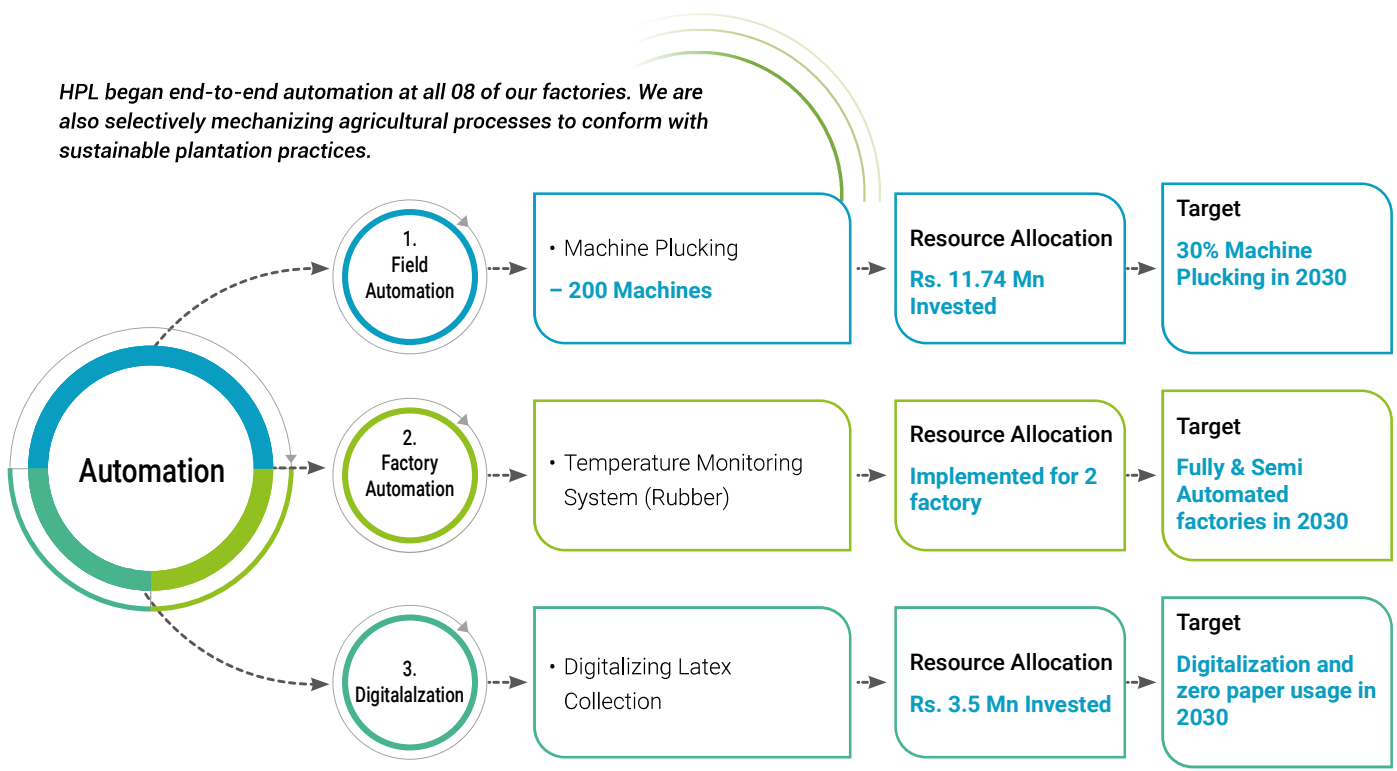 HPL began end-to-end automation at all 08 of our factories. We are
also selectively mechanizing agricultural processes to conform with
sustainable plantation practices.
Automation
1.
Field
Automation
• Machine Plucking
– 200 Machines
Resource Allocation
Rs. 11.74 Mn
Invested
Target
30% Machine
Plucking in 2030
2.
Factory
Automation
• Temperature Monitoring
System (Rubber)
Resource Allocation
Implemented for 2
factory
Target
Fully & Semi
Automated
factories in 2030
3.
Digitalalzation
• Digitalizing Latex
Collection
Resource Allocation
Rs. 3.5 Mn Invested
Target
Digitalization and
zero paper usage in
2030